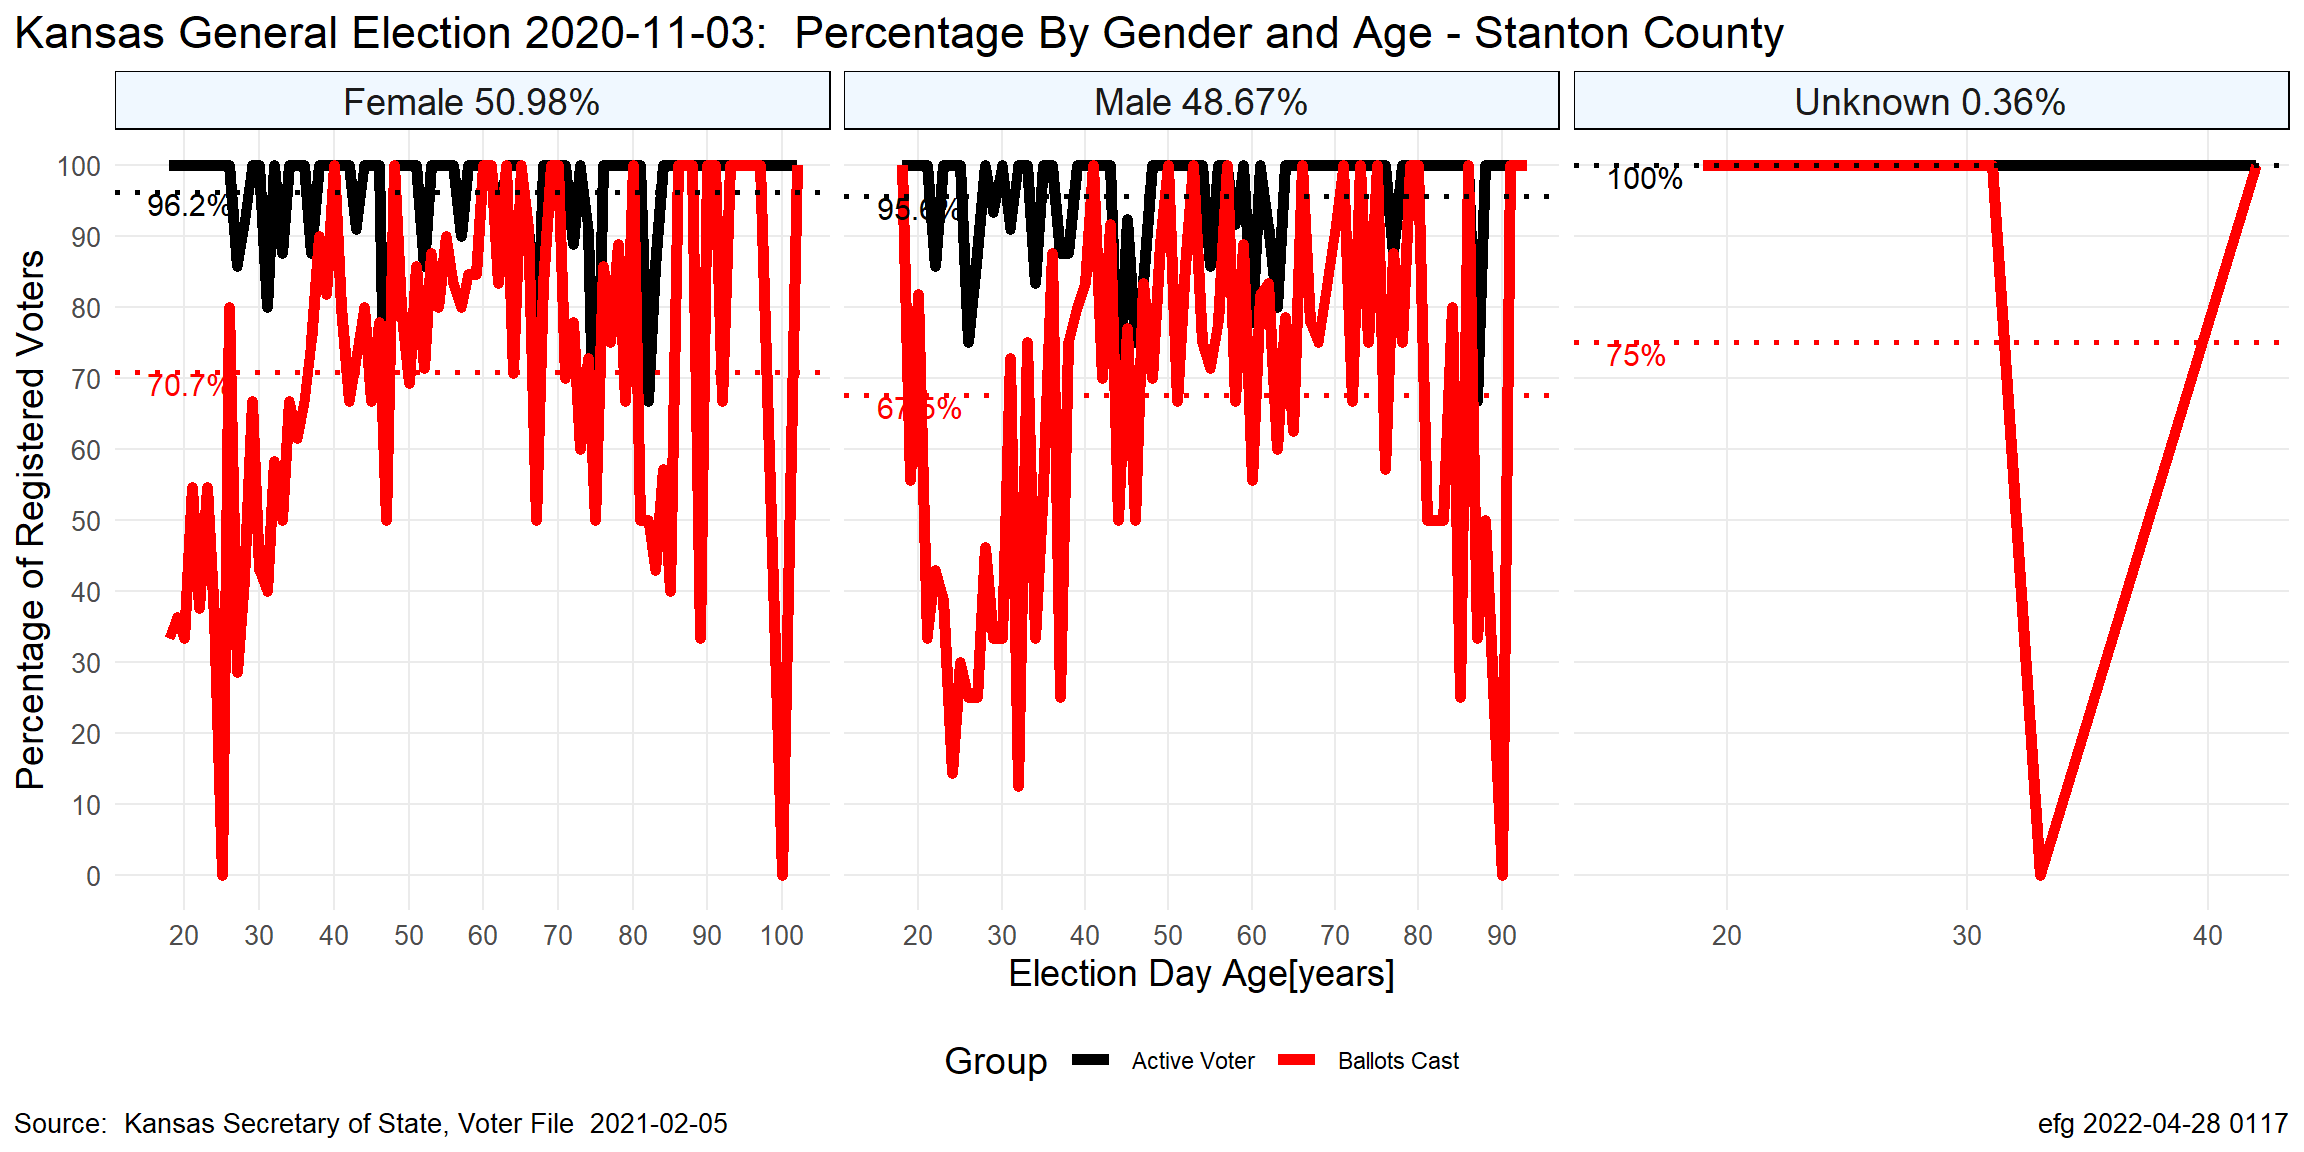 Kansas General Election 2020-11-03:  Percentage By Gender and Age - Stanton County
Female 50.98%
Male 48.67%
Unknown 0.36%
Percentage of Registered Voters
100
90
80
70
60
50
40
30
20
10
0
96.2%
70.7%
95.6%
67.5%
100%
75%
20 30 40 50 60 70 80 90 100
20 30 40 50 60 70 80 90
20 30 40
Election Day Age[years]
Group Active Voter Ballots Cast
Source:  Kansas Secretary of State, Voter File  2021-02-05
efg 2022-04-28 0117